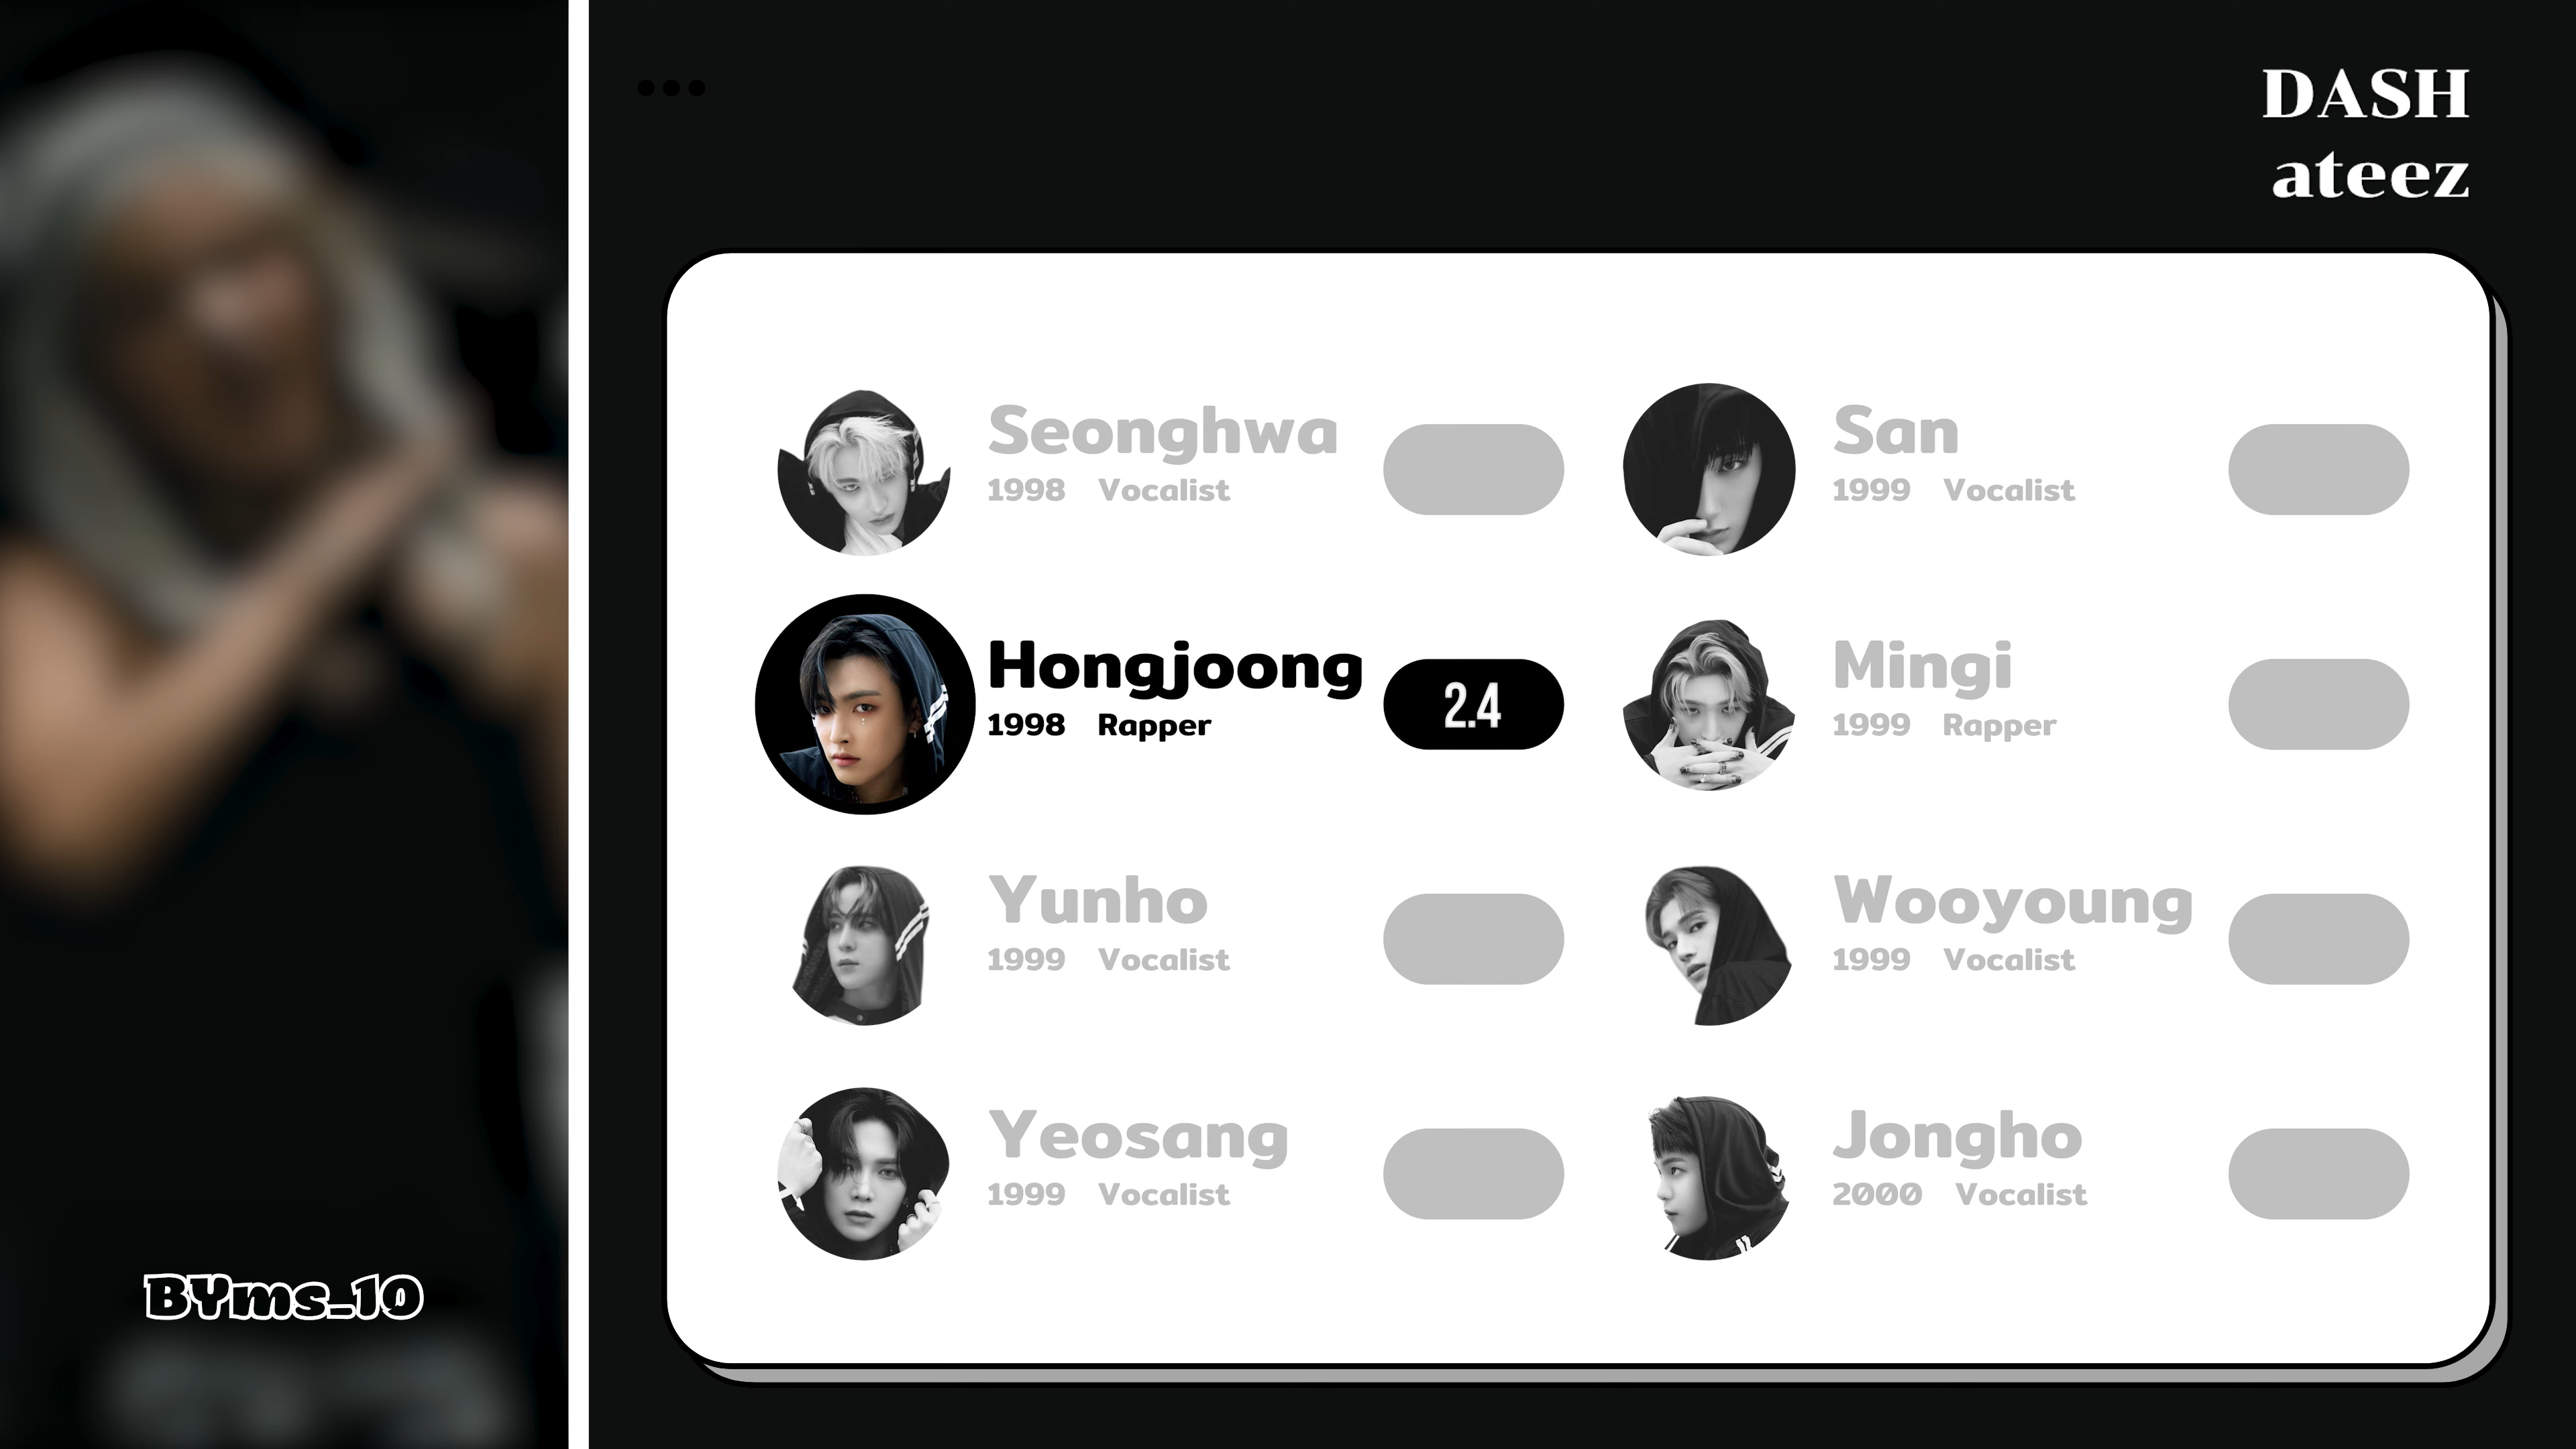 DASH
ateez
Seonghwa
1998 Vocalist
San
1999 Vocalist
Hongjoong
1998 Rapper
2.4
Mingi
1999 Rapper
Yunho
1999 Vocalist
Wooyoung
1999 Vocalist
Yeosang
1999 Vocalist
Jongho
2000 Vocalist
BYms_10